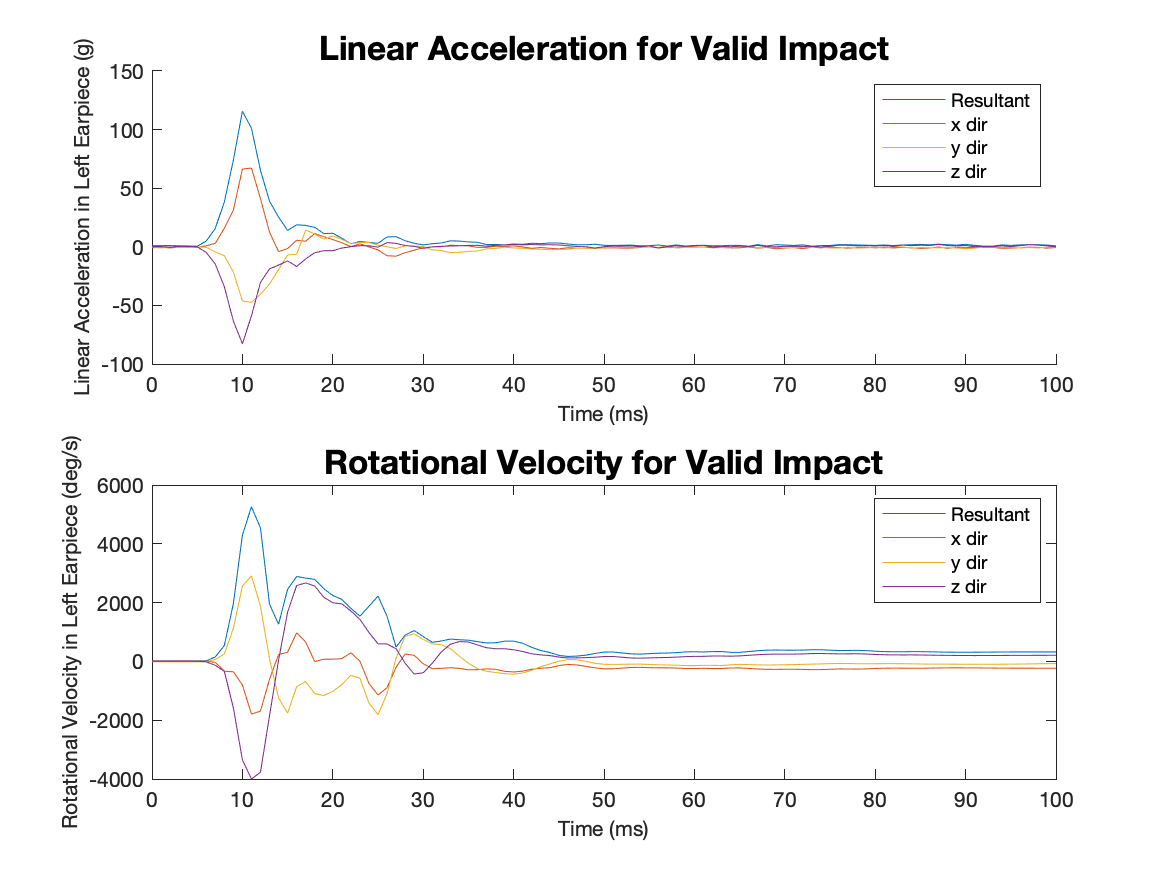 Linear Acceleration for Valid Impact
Linear Acceleration in Left Earpiece (g)
150
100
50
0
-50
-100
Resultant
x dir
y dir
z dir
0 10 20 30 40 50 60 70 80 90 100
Time (ms)
Rotational Velocity for Valid Impact
Rotational Velocity in Left Earpiece (deg/s)
6000
4000
2000
0
-2000
-4000
Resultant
x dir
y dir
z dir
0 10 20 30 40 50 60 70 80 90 100
Time (ms)